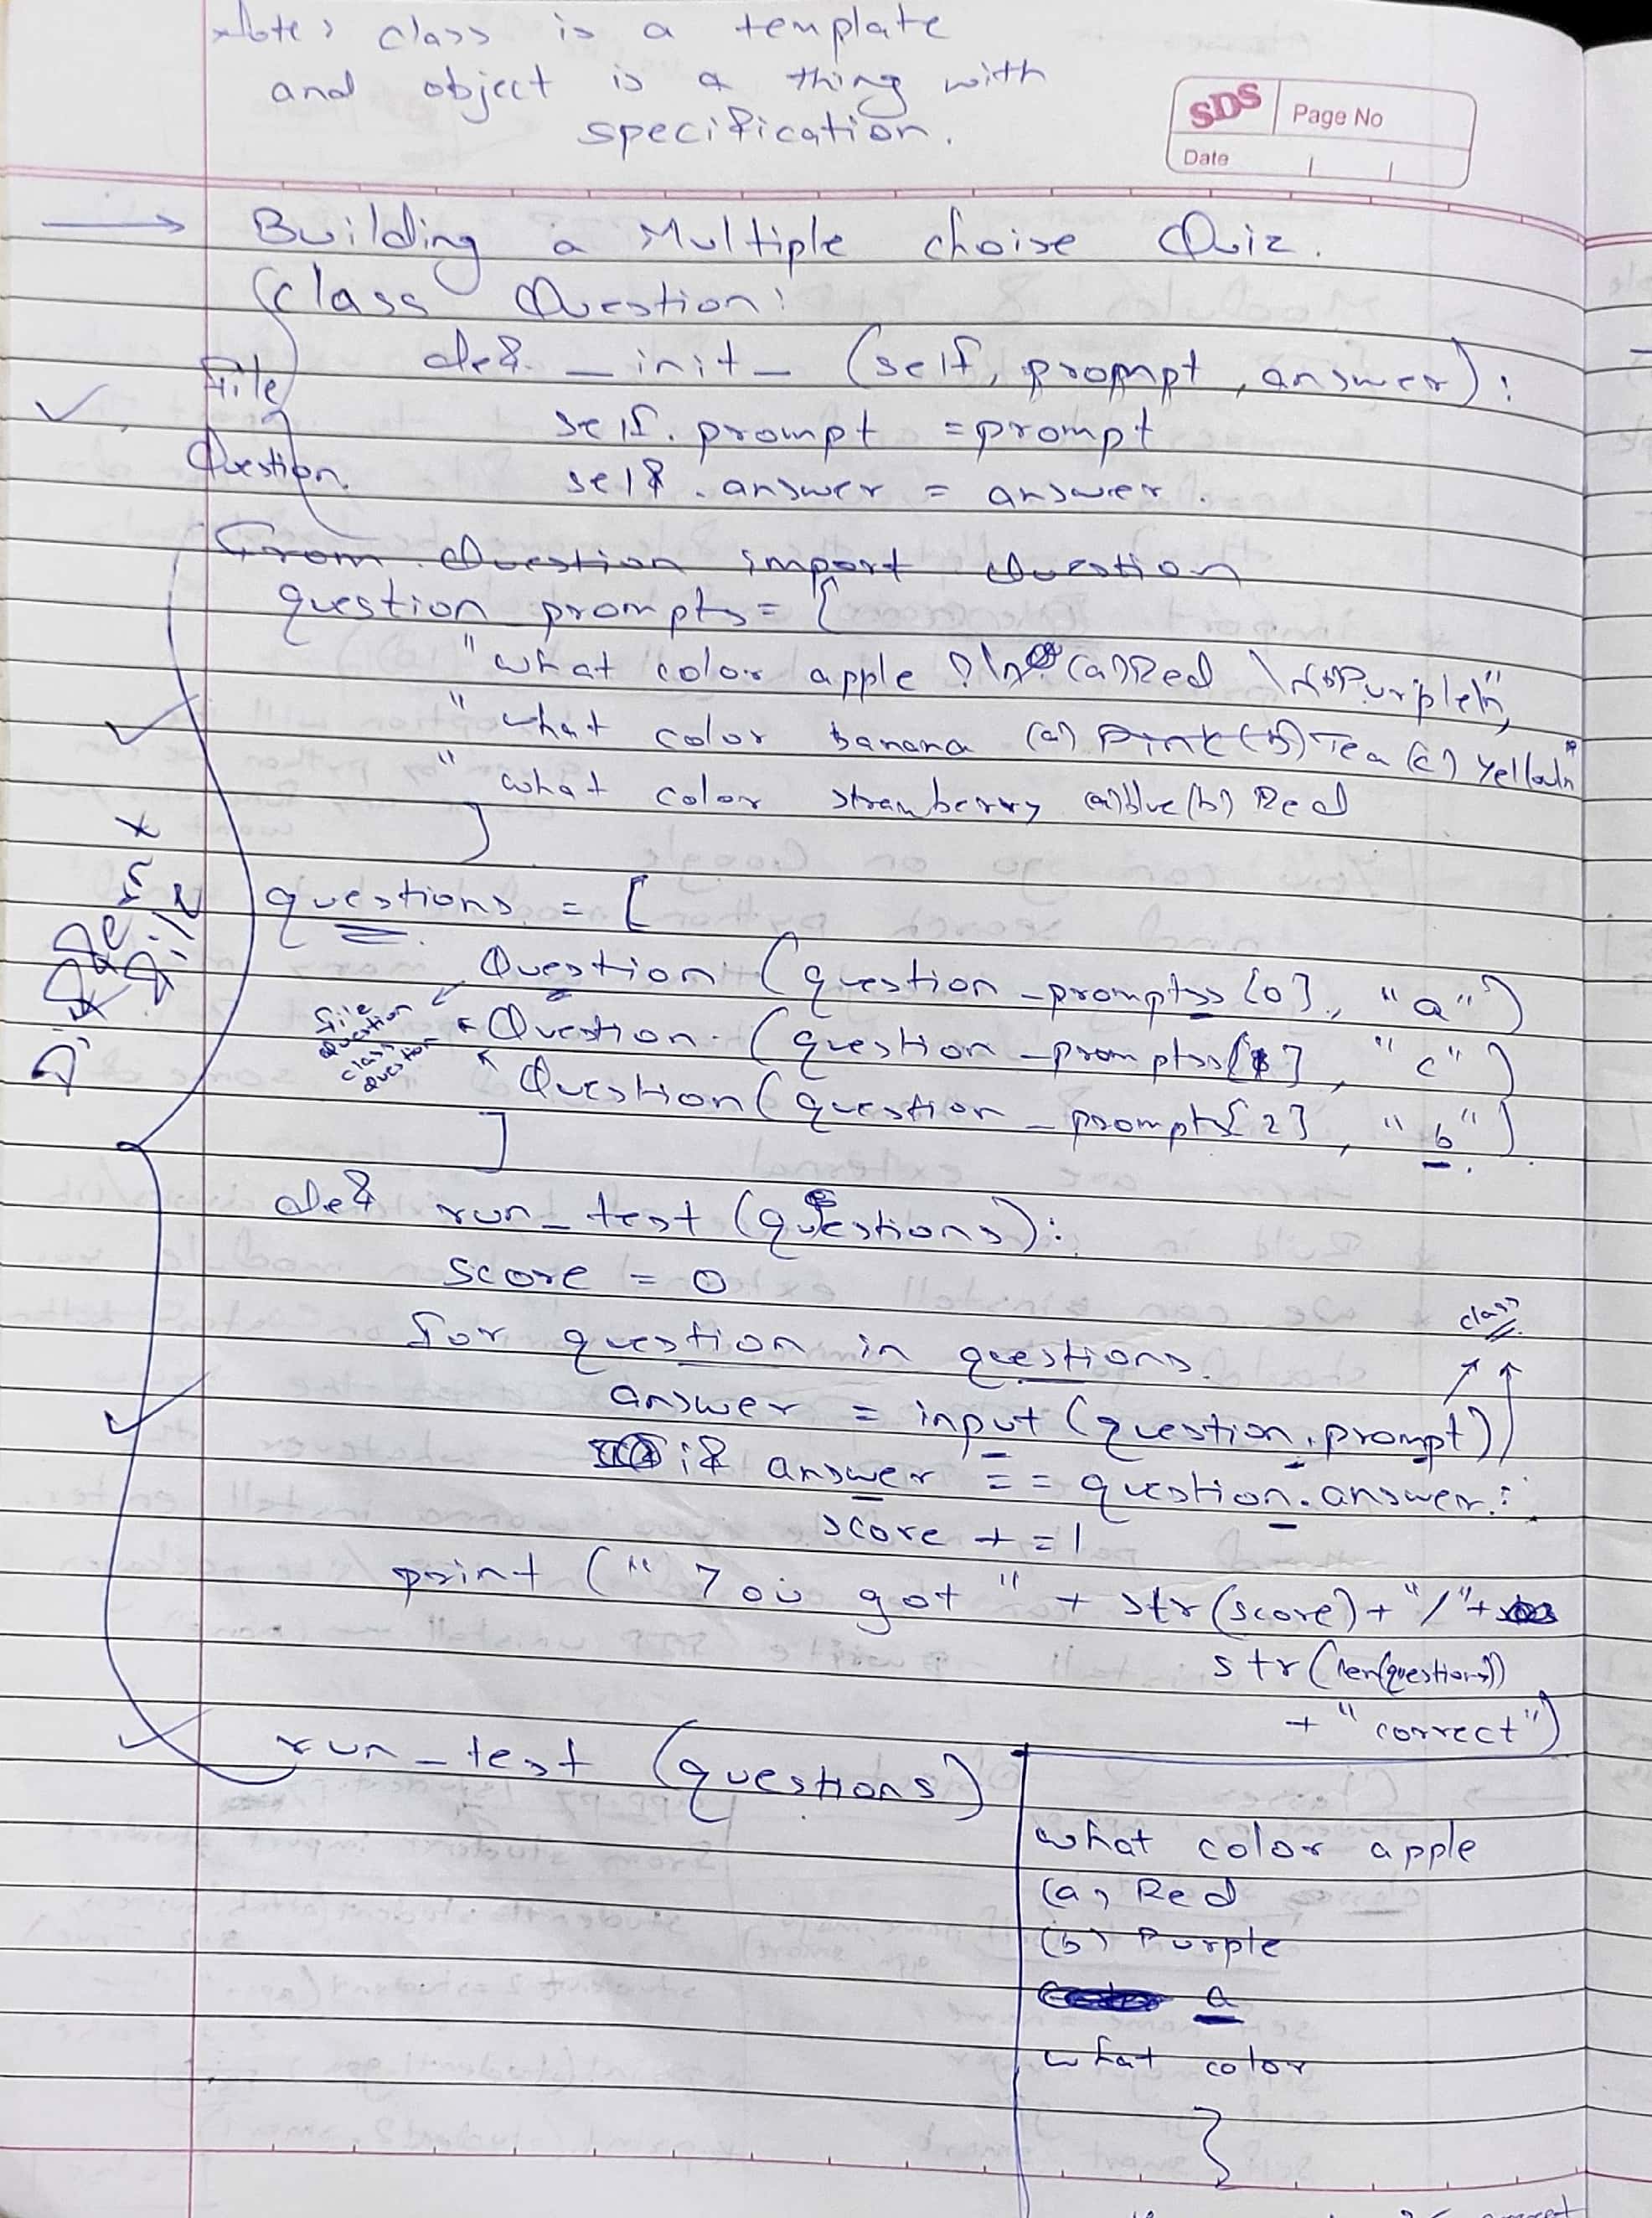 Note: class is a template
and object is a thing with
specification.
SDS
Page No
Date
Building a Multiple choise Quiz.
class Question:
def _init_ (self, prompt, answer):
File
self.prompt = prompt
Question.
self.answer = answer.
From Question import Question
question prompts = [
"what color apple ?\n (a) Red \n(b) Purple\n",
"what color banana (a) Pink (b) Tea (c) Yellow\n"
"what color strawberry (a) blue (b) Red
]
questions = [
Question (question_prompts[0], "a")
File
Question
class
Question
Question (question_prompts[1], "c")
Question (question_prompt[2], "b")
]
def run_test (questions):
score = 0
for question in questions.
class
answer = input (question.prompt)
if answer == question.answer:
score +=1
print ("You got" + str(score)+ "/"+
str(len(questions))
+ "correct")
run_test (questions)
what color apple
(a) Red
(b) Purple
a
what color
}